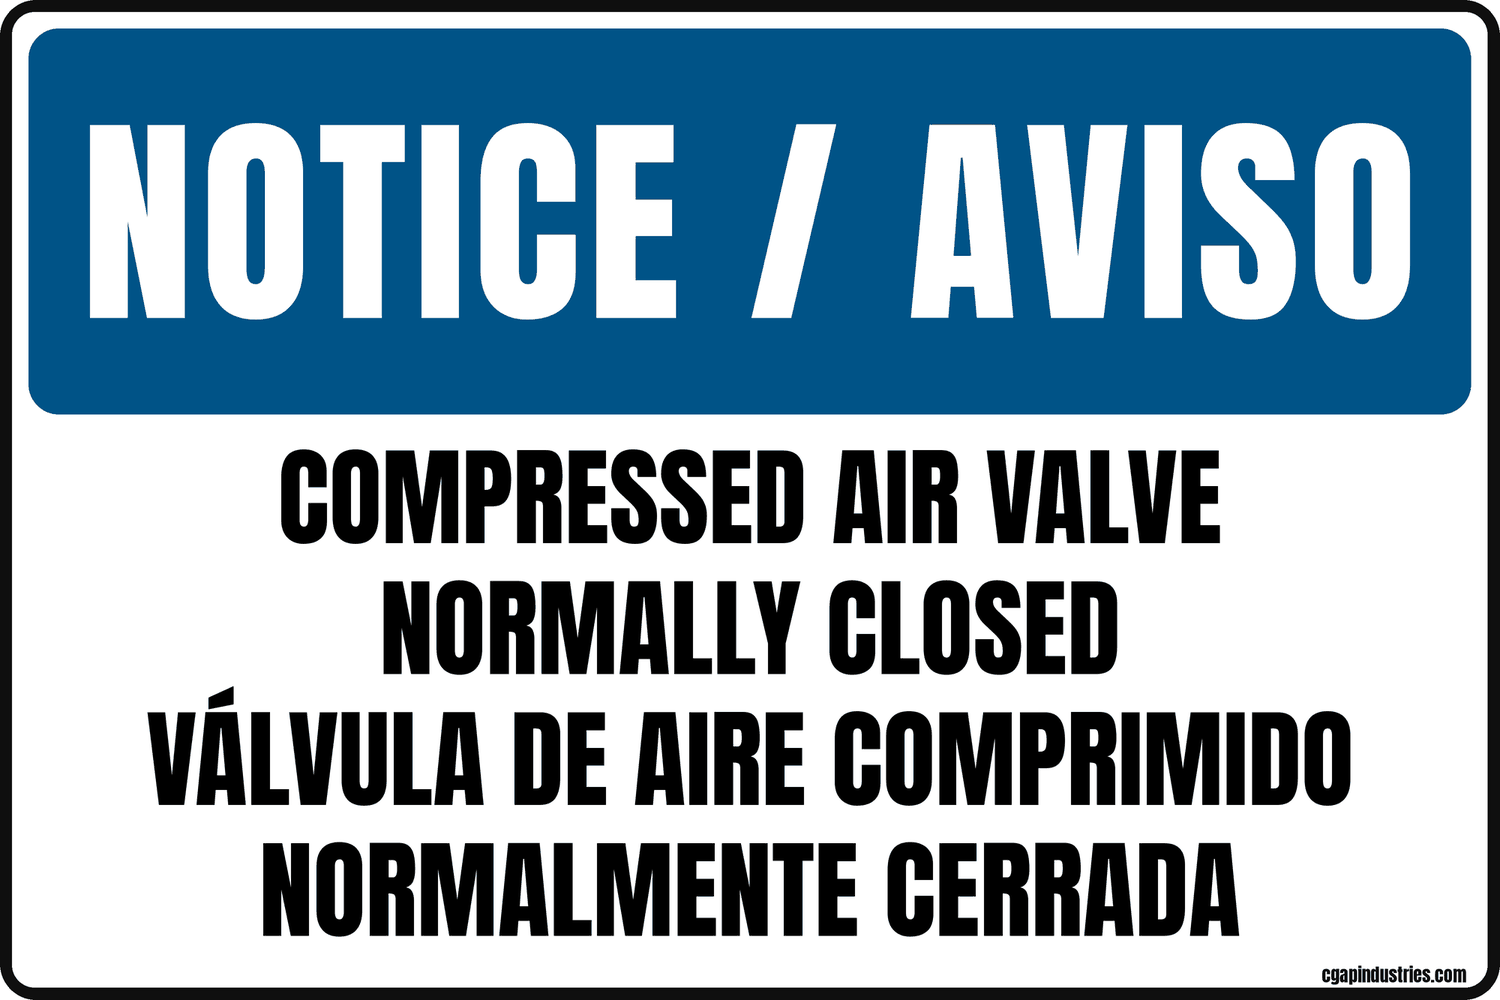 NOTICE / AVISO
COMPRESSED AIR VALVE
NORMALLY CLOSED
VÁLVULA DE AIRE COMPRIMIDO
NORMALMENTE CERRADA
cgapindustries.com